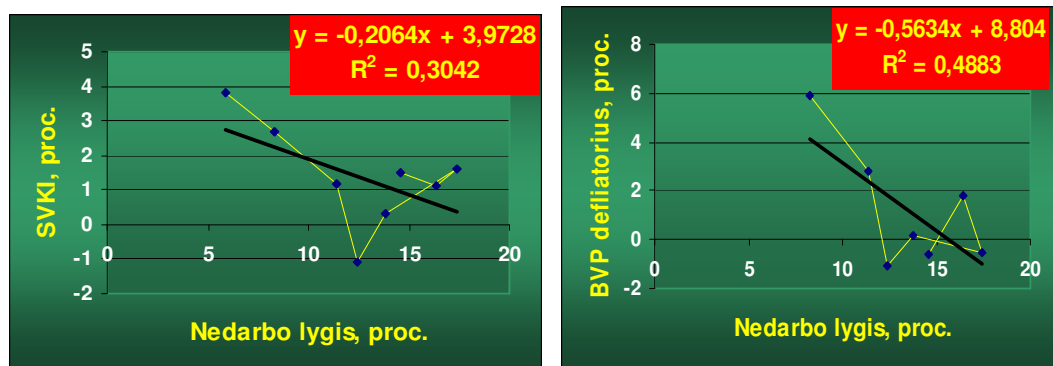 y = -0,2064x + 3,9728
R² = 0,3042
5
4
3
2
1
0
-1
-2
0 5 10 15 20
SVKI, proc.
Nedarbo lygis, proc.
y = -0,5634x + 8,804
R² = 0,4883
8
6
4
2
0
-2
0 5 10 15 20
BVP defliatorius, proc.
Nedarbo lygis, proc.